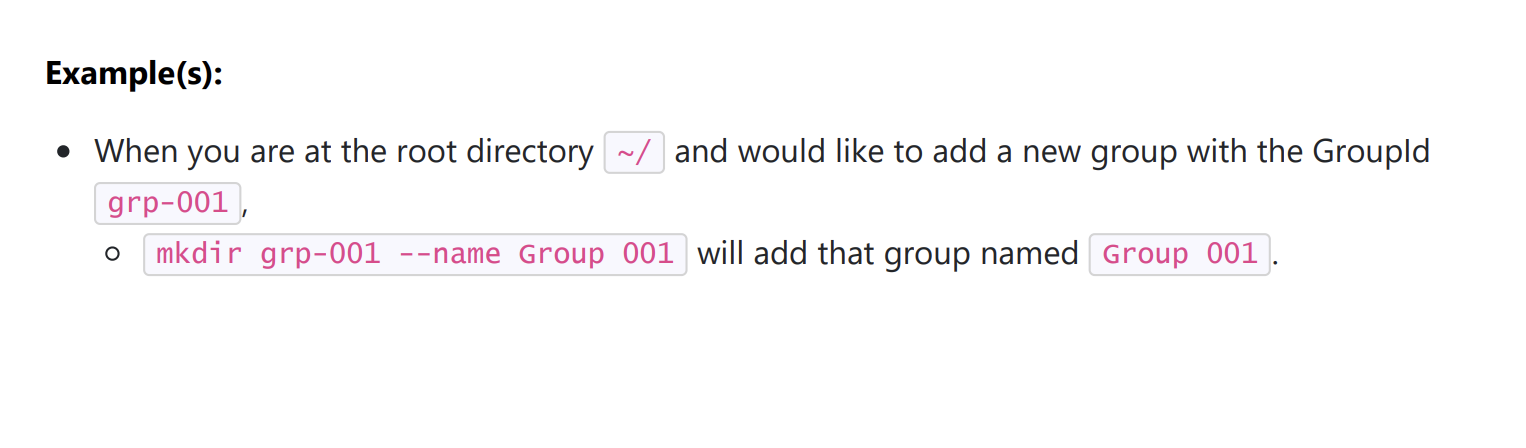 Example(s):
When you are at the root directory ~/ and would like to add a new group with the GroupId
grp-001,
mkdir grp-001 --name Group 001 will add that group named Group 001.